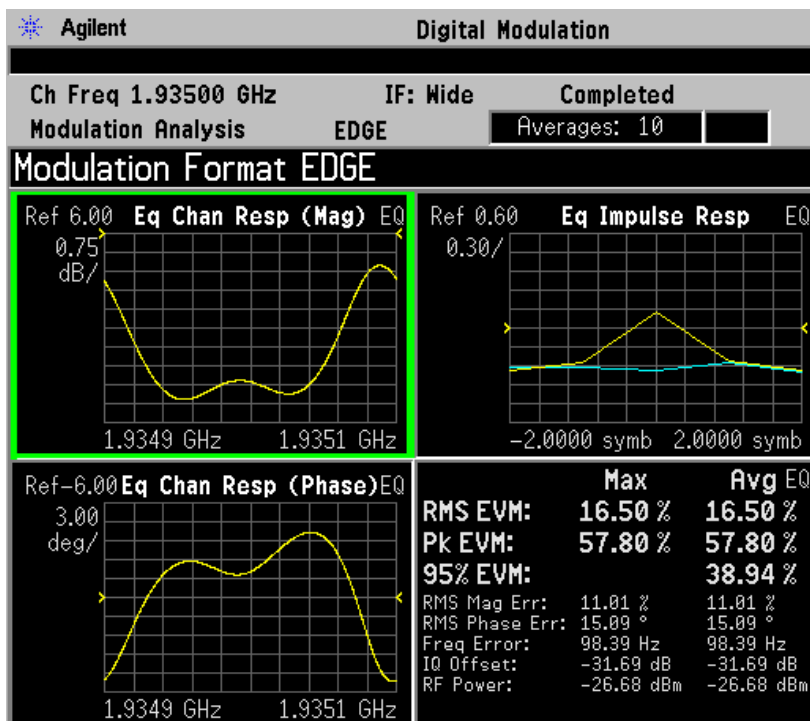 Agilent Digital Modulation
Ch Freq 1.93500 GHz IF: Wide Completed
Modulation Analysis EDGE Averages: 10
Modulation Format EDGE
Ref 6.00 Eq Chan Resp (Mag) EQ
0.75
dB/
1.9349 GHz 1.9351 GHz
Ref 0.60 Eq Impulse Resp EQ
0.30/
-2.0000 symb 2.0000 symb
Ref-6.00 Eq Chan Resp (Phase) EQ
3.00
deg/
1.9349 GHz 1.9351 GHz
Max Avg EQ
RMS EVM: 16.50 % 16.50 %
Pk EVM: 57.80 % 57.80 %
95% EVM: 38.94 %
RMS Mag Err: 11.01 % 11.01 %
RMS Phase Err: 15.09 ° 15.09 °
Freq Error: 98.39 Hz 98.39 Hz
IQ Offset: -31.69 dB -31.69 dB
RF Power: -26.68 dBm -26.68 dBm